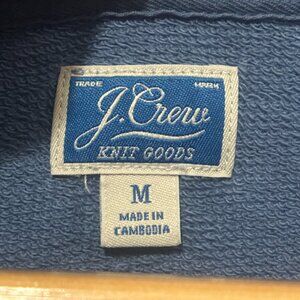 TRADE MARK
J.Crew
KNIT GOODS
M
MADE IN
CAMBODIA